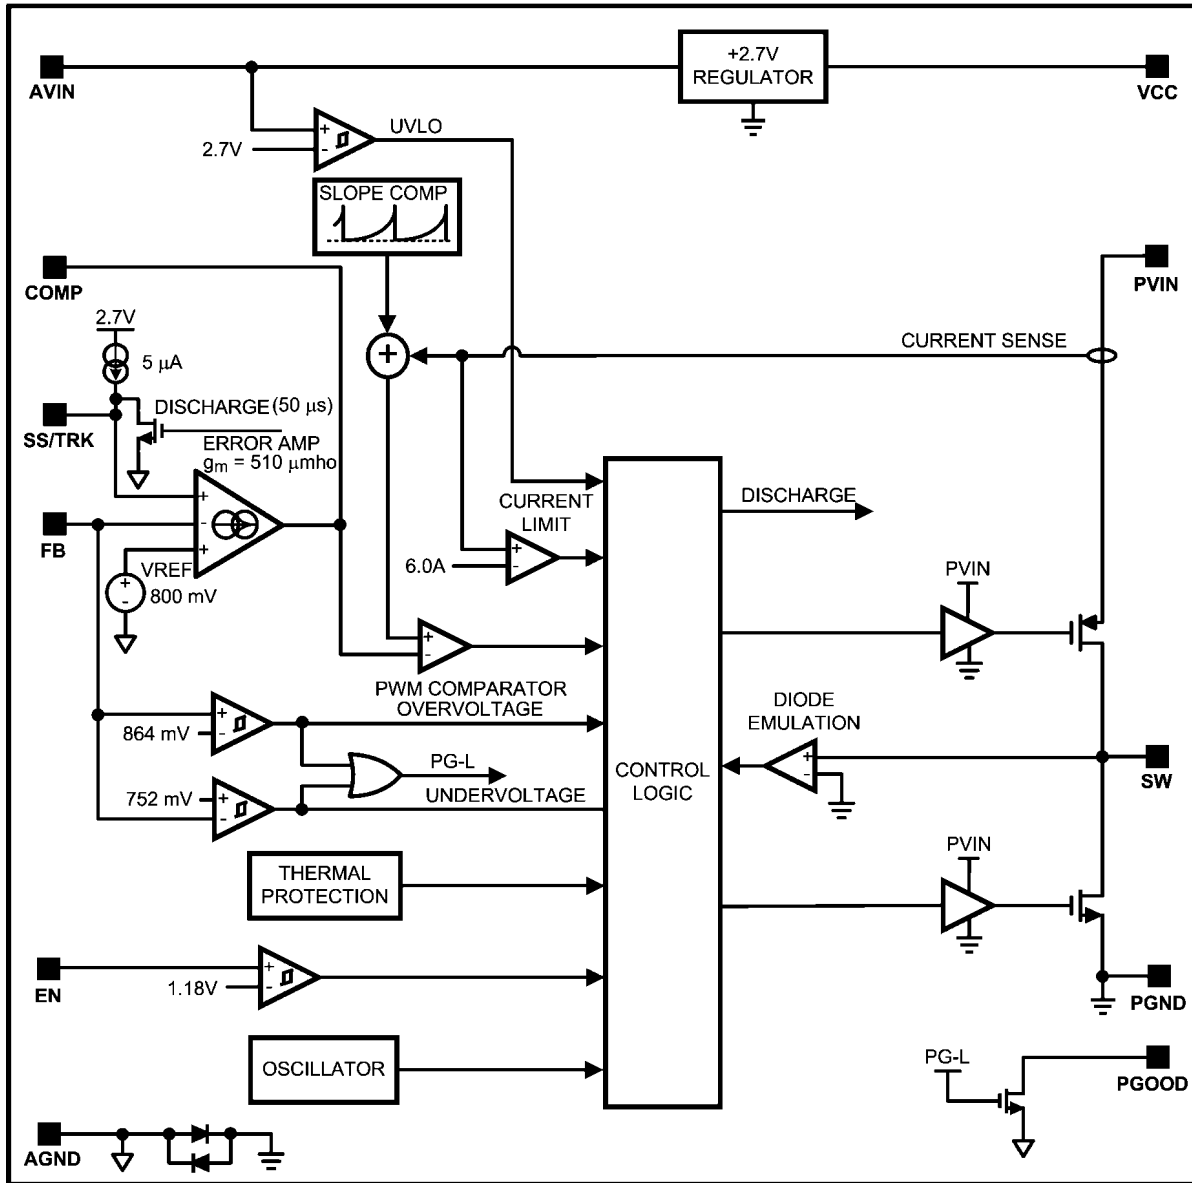 +2.7V
REGULATOR
AVIN
VCC
UVLO
+
-
2.7V
SLOPE COMP
COMP
PVIN
2.7V
5 μA
+
CURRENT SENSE
DISCHARGE (50 μs)
SS/TRK
ERROR AMP
gm = 510 μmho
+
-
+
FB
VREF
800 mV
+
-
CURRENT
LIMIT
+
-
6.0A
DISCHARGE
PVIN
+
-
PWM COMPARATOR
OVERVOLTAGE
+
-
864 mV
PG-L
752 mV
+
-
UNDERVOLTAGE
CONTROL
LOGIC
DIODE
EMULATION
+
-
SW
THERMAL
PROTECTION
PVIN
EN
+
-
1.18V
PGND
OSCILLATOR
PG-L
PGOOD
AGND